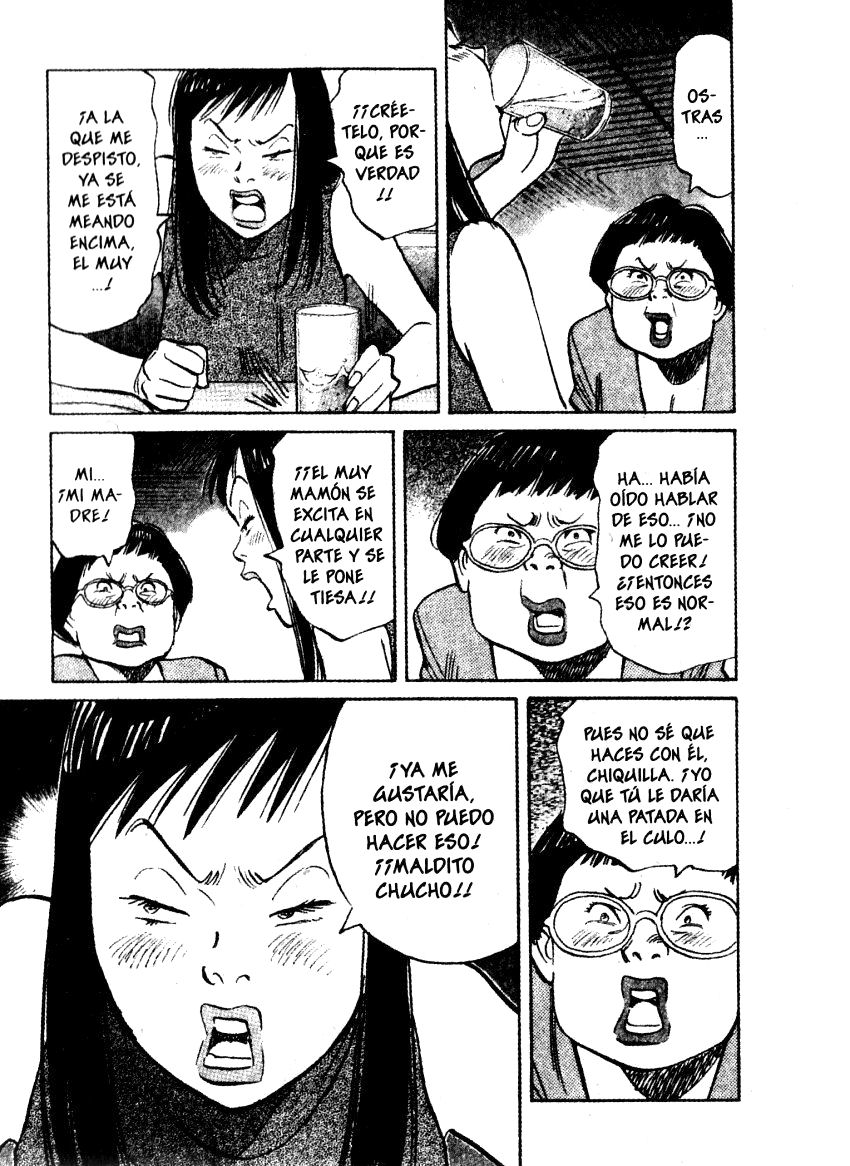 OS-
TRAS
...
¡¡CRÉE-
TELO, POR-
QUE ES
VERDAD
!!
¡A LA
QUE ME
DESPISTO,
YA SE
ME ESTÁ
MEANDO
ENCIMA,
EL MUY
...!
HA... HABÍA
OÍDO HABLAR
DE ESO... ¡NO
ME LO PUE-
DO CREER!
¿¡ENTONCES
ESO ES NOR-
MAL!?
¡¡EL MUY
MAMÓN SE
EXCITA EN
CUALQUIER
PARTE Y SE
LE PONE
TIESA!!
MI...
¡MI MA-
DRE!
PUES NO SÉ QUE
HACES CON ÉL,
CHIQUILLA. ¡YO
QUE TÚ LE DARÍA
UNA PATADA EN
EL CULO...!
¡YA ME
GUSTARÍA,
PERO NO PUEDO
HACER ESO!
¡¡MALDITO
CHUCHO!!